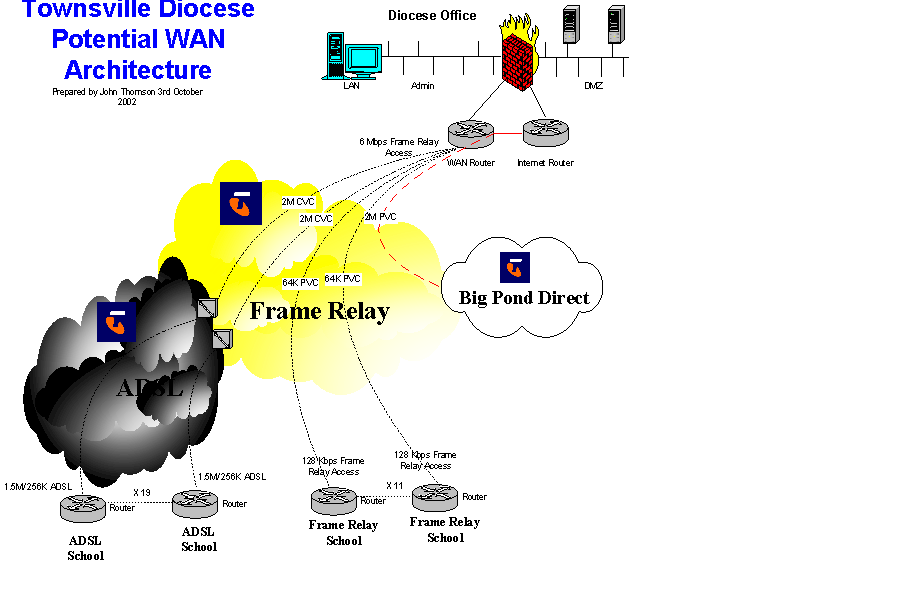 Townsville Diocese
Potential WAN
Architecture
Prepared by John Thomson 3rd October
2002
Diocese Office
LAN
Admin
DMZ
6 Mbps Frame Relay
Access
WAN Router
Internet Router
2M CVC
2M CVC
2M PVC
64K PVC
64K PVC
Big Pond Direct
Frame Relay
ADSL
1.5M/256K ADSL
1.5M/256K ADSL
128 Kbps Frame
Relay Access
128 Kbps Frame
Relay Access
X 19
X 11
Router
Router
Router
Router
ADSL
School
ADSL
School
Frame Relay
School
Frame Relay
School